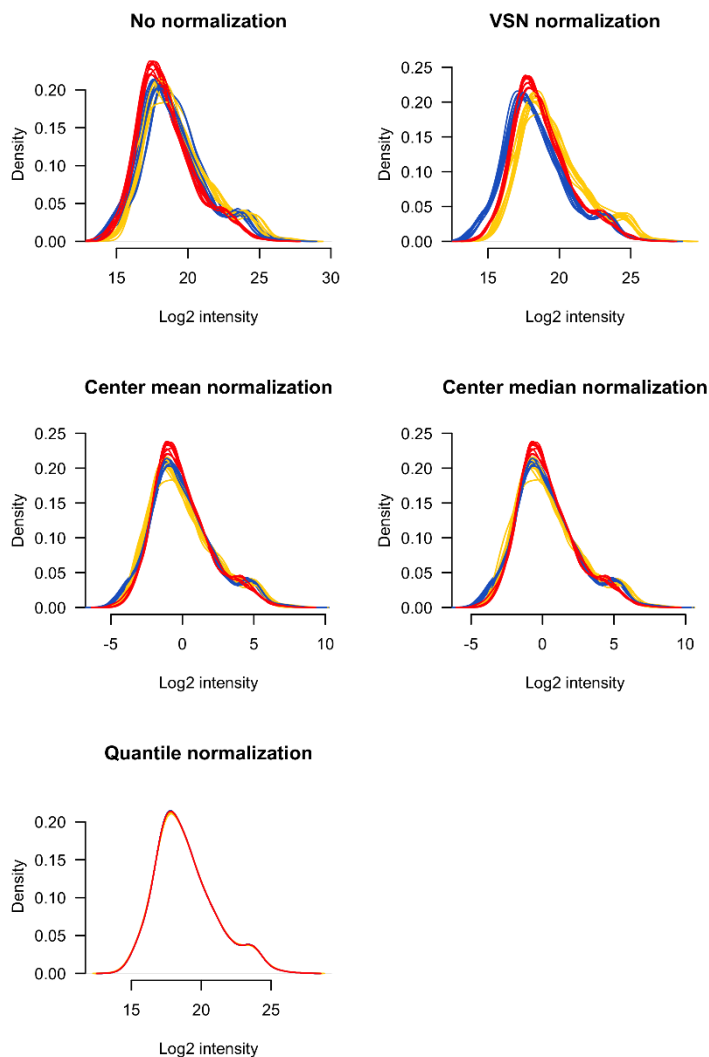 No normalization
Density
0.20
0.15
0.10
0.05
0.00
15 20 25 30
Log2 intensity
VSN normalization
Density
0.25
0.20
0.15
0.10
0.05
0.00
15 20 25
Log2 intensity
Center mean normalization
Density
0.25
0.20
0.15
0.10
0.05
0.00
-5 0 5 10
Log2 intensity
Center median normalization
Density
0.25
0.20
0.15
0.10
0.05
0.00
-5 0 5 10
Log2 intensity
Quantile normalization
Density
0.20
0.15
0.10
0.05
0.00
15 20 25
Log2 intensity